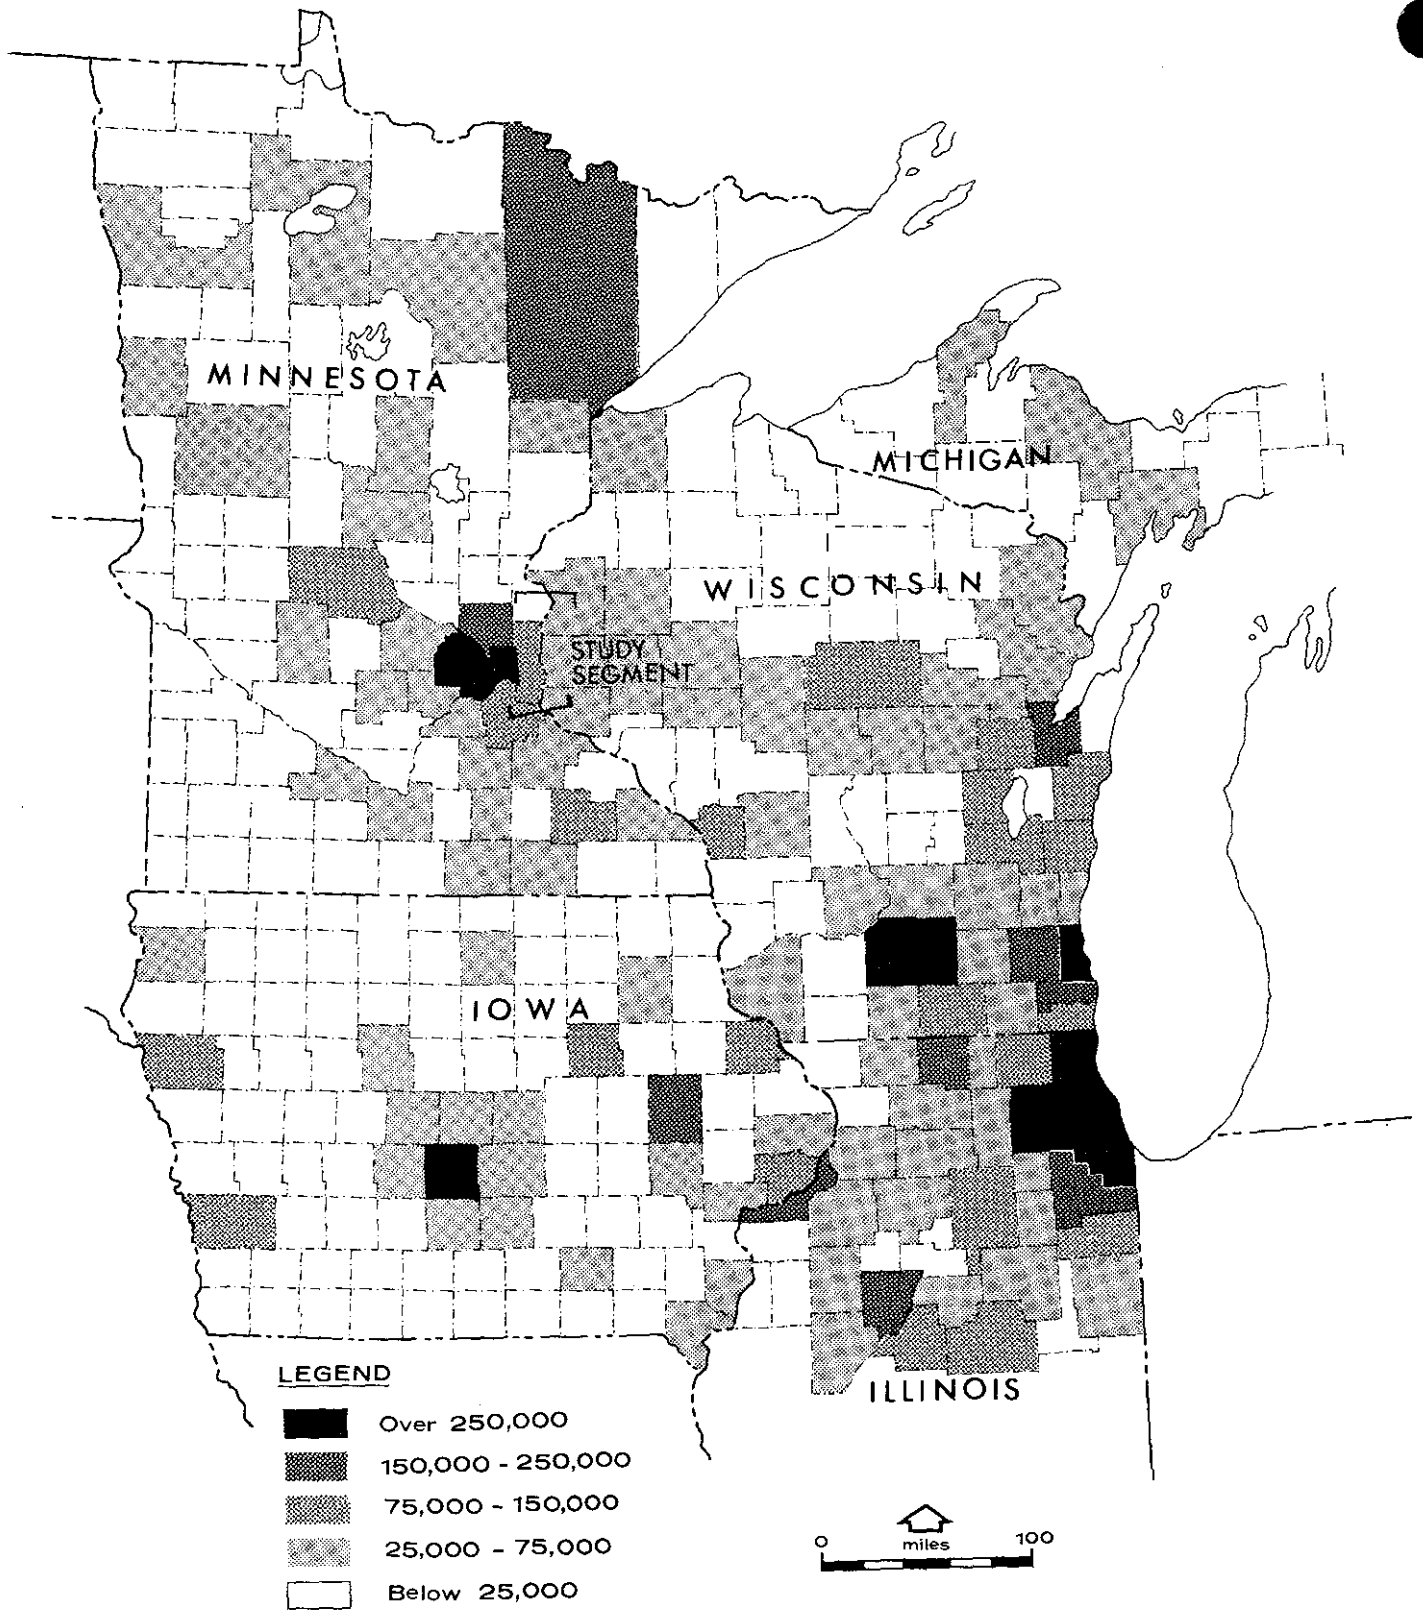 MINNESOTA
MICHIGAN
WISCONSIN
STUDY
SEGMENT
IOWA
ILLINOIS
LEGEND
Over 250,000
150,000 - 250,000
75,000 - 150,000
25,000 - 75,000
Below 25,000
0 miles 100